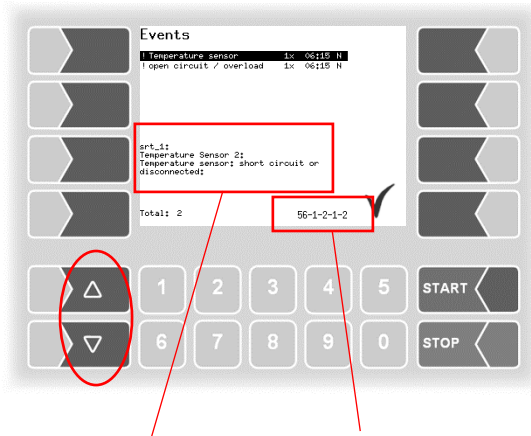 Events
! Temperature sensor 1x 06:15 N
! open circuit / overload 1x 06:15 N
srt_1:
Temperature Sensor 2:
Temperature sensor: short circuit or
disconnected:
Total: 2 56-1-2-1-2
1 2 3 4 5 START
6 7 8 9 0 STOP